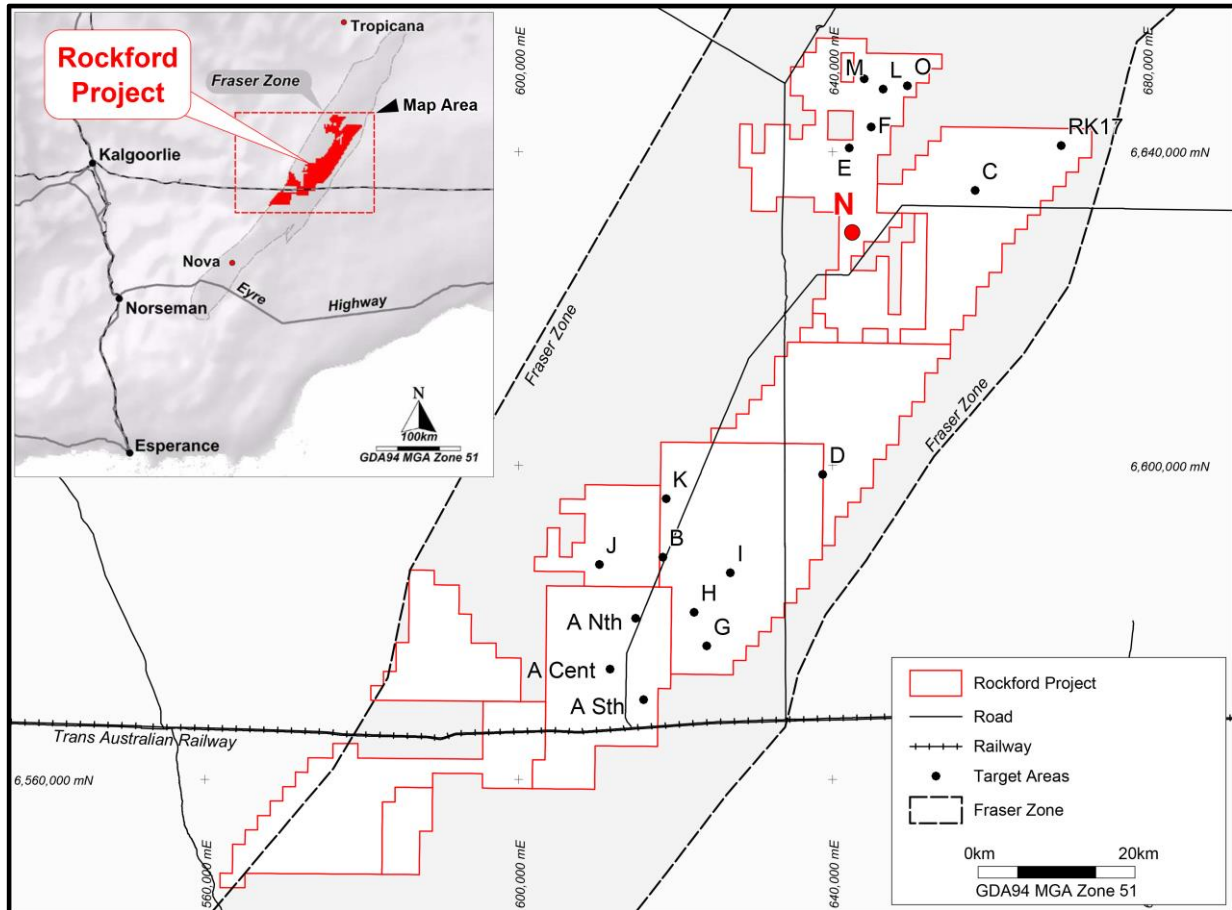 Tropicana
Rockford
Project
Fraser Zone
Map Area
Kalgoorlie
Nova
Eyre
Highway
Norseman
Esperance
N
100km
GDA94 MGA Zone 51
600,000 mE
640,000 mE
680,000 mE
M
L
O
F
E
RK17
C
6,640,000 mN
N
Fraser Zone
Fraser Zone
D
6,600,000 mN
K
B
J
I
H
A Nth
G
A Cent
A Sth
Trans Australian Railway
6,560,000 mN
560,000 mE
600,000 mE
640,000 mE
Rockford Project
Road
Railway
Target Areas
Fraser Zone
0km
20km
GDA94 MGA Zone 51